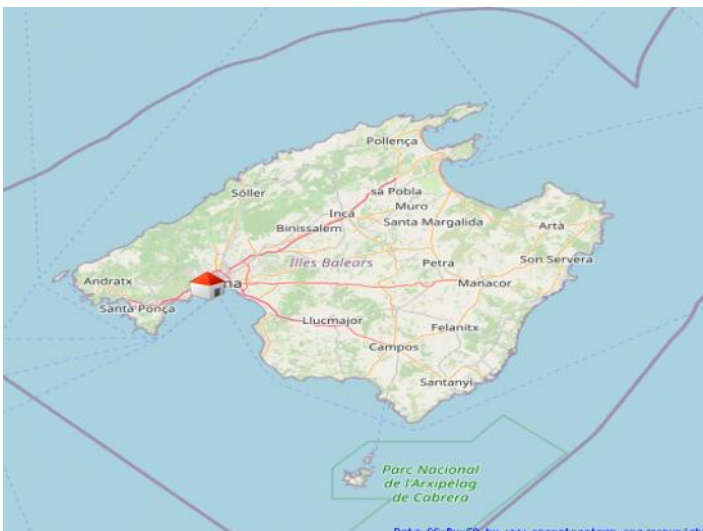 Pollença
sa Pobla
Sóller
Muro
Inca
Santa Margalida
Artà
Binissalem
Illes Balears
Petra
Son Servera
Andratx
ma
Manacor
Santa Ponça
Llucmajor
Felanitx
Campos
Santanyí
Parc Nacional
de l'Arxipèlag
de Cabrera